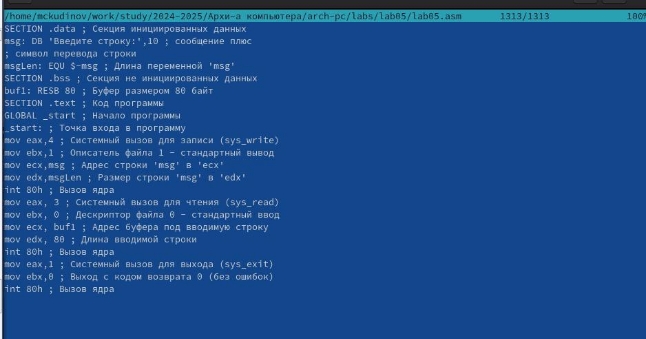 /home/mckudinov/work/study/2024-2025/Архи-а компьютера/arch-pc/labs/lab05/lab05.asm 1313/1313 100%
SECTION .data ; Секция инициированных данных
msg: DB 'Введите строку:',10 ; сообщение плюс
; символ перевода строки
msgLen: EQU $-msg ; Длина переменной 'msg'
SECTION .bss ; Секция не инициированных данных
buf1: RESB 80 ; Буфер размером 80 байт
SECTION .text ; Код программы
GLOBAL _start ; Начало программы
_start: ; Точка входа в программу
mov eax,4 ; Системный вызов для записи (sys_write)
mov ebx,1 ; Описатель файла 1 - стандартный вывод
mov ecx,msg ; Адрес строки 'msg' в 'ecx'
mov edx,msgLen ; Размер строки 'msg' в 'edx'
int 80h ; Вызов ядра
mov eax, 3 ; Системный вызов для чтения (sys_read)
mov ebx, 0 ; Дескриптор файла 0 - стандартный ввод
mov ecx, buf1 ; Адрес буфера под вводимую строку
mov edx, 80 ; Длина вводимой строки
int 80h ; Вызов ядра
mov eax,1 ; Системный вызов для выхода (sys_exit)
mov ebx,0 ; Выход с кодом возврата 0 (без ошибок)
int 80h ; Вызов ядра